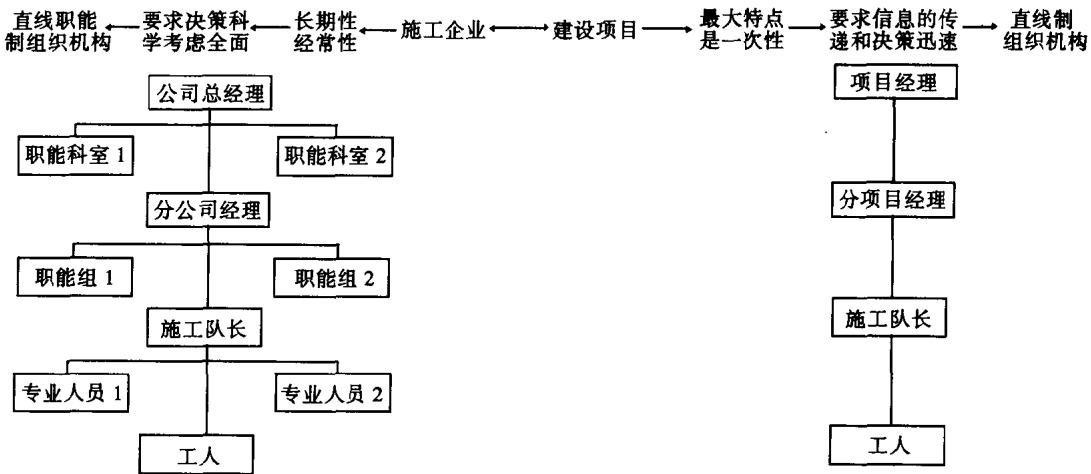 直线职能 要求决策科 长期性 最大特点 要求信息的传 直线制
制组织机构 学考虑全面 经常性 施工企业 建设项目 是一次性 递和决策迅速 组织机构
公司总经理 项目经理
职能科室 1 职能科室 2
分公司经理 分项目经理
职能组 1 职能组 2
施工队长 施工队长
专业人员 1 专业人员 2
工人 工人